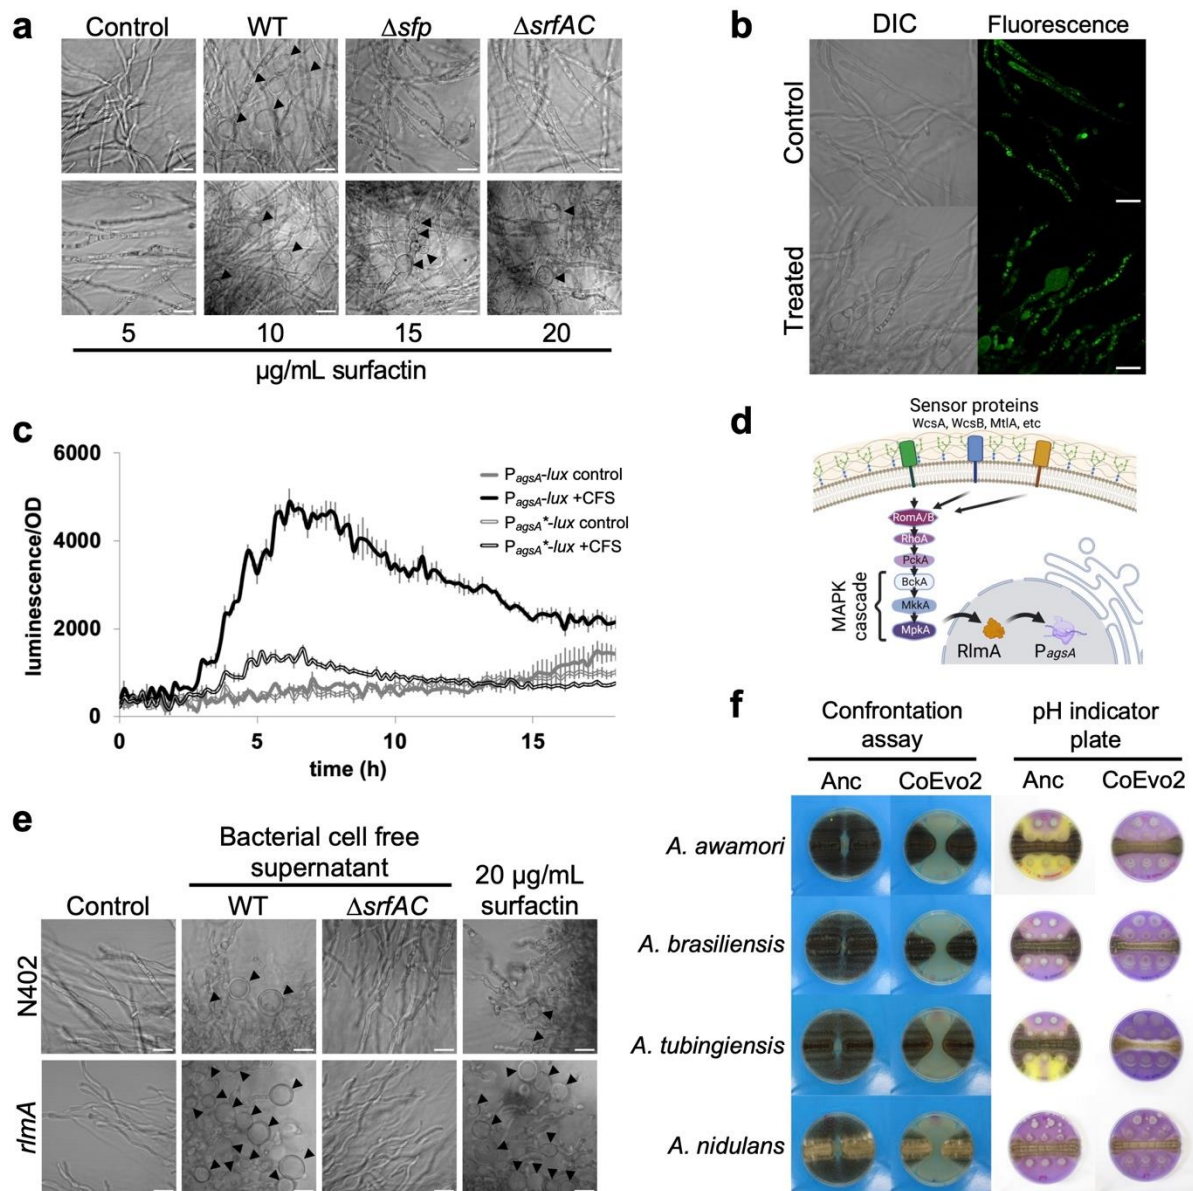 a
Control WT Δsfp ΔsrfAC
5 10 15 20
µg/mL surfactin
b
DIC Fluorescence
Control
Treated
c
6000
4000
2000
0
0 5 10 15
luminescence/OD
time (h)
PagsA-lux control
PagsA-lux +CFS
PagsA*-lux control
PagsA*-lux +CFS
d
Sensor proteins
WcsA, WcsB, MtlA, etc
RomA/B
RhoA
PckA
BckA
MkkA
MpkA
MAPK
cascade
RlmA
PagsA
e
Bacterial cell free
supernatant
20 µg/mL
surfactin
Control WT ΔsrfAC
N402
rlmA
f
Confrontation
assay
pH indicator
plate
Anc CoEvo2 Anc CoEvo2
A. awamori
A. brasiliensis
A. tubingiensis
A. nidulans